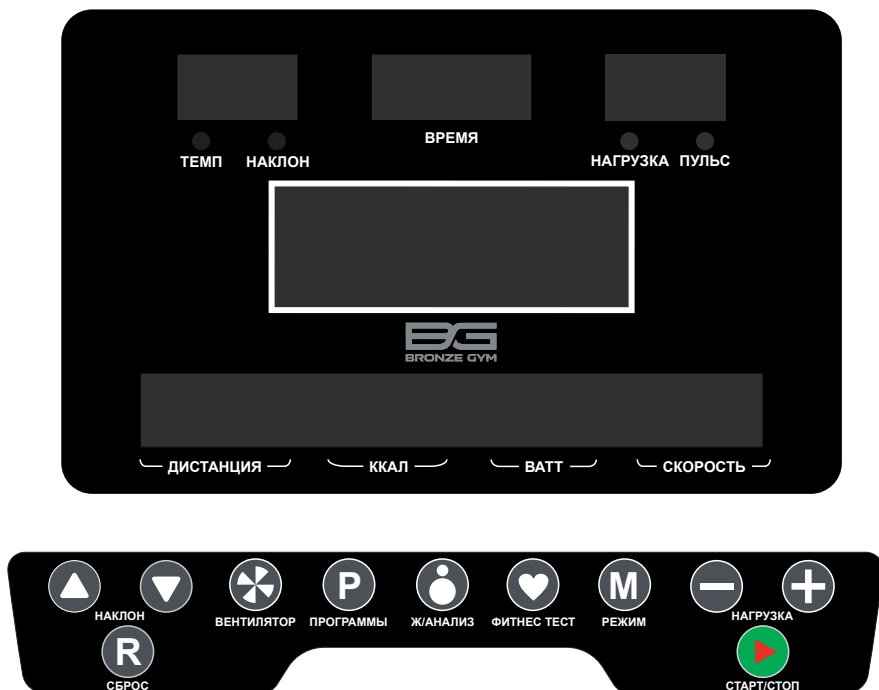 ВРЕМЯ
ТЕМП НАКЛОН НАГРУЗКА ПУЛЬС
BG
BRONZE GYM
ДИСТАНЦИЯ ККАЛ ВАТТ СКОРОСТЬ
P M
НАКЛОН ВЕНТИЛЯТОР ПРОГРАММЫ Ж/АНАЛИЗ ФИТНЕС ТЕСТ РЕЖИМ НАГРУЗКА
R
СБРОС СТАРТ/СТОП